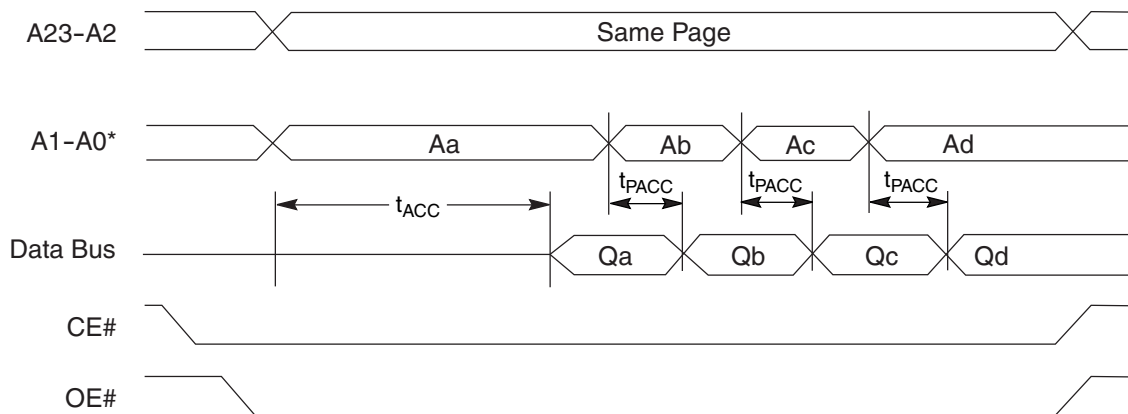 A23–A2 Same Page
A1–A0* Aa Ab Ac Ad
tPACC tPACC tPACC
tACC
Data Bus Qa Qb Qc Qd
CE#
OE#